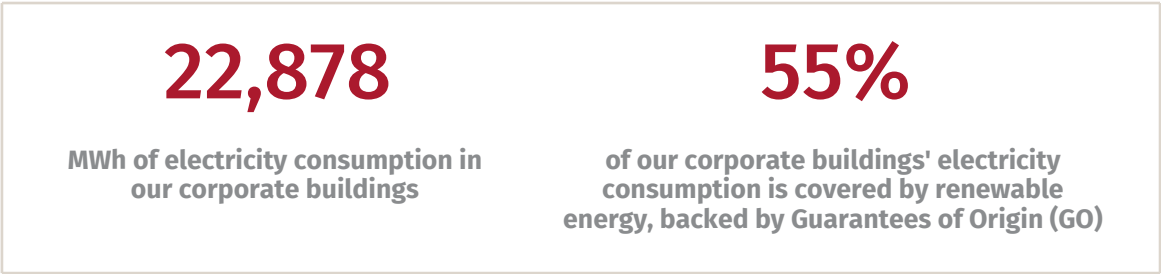 22,878
MWh of electricity consumption in
our corporate buildings
55%
of our corporate buildings' electricity
consumption is covered by renewable
energy, backed by Guarantees of Origin (GO)